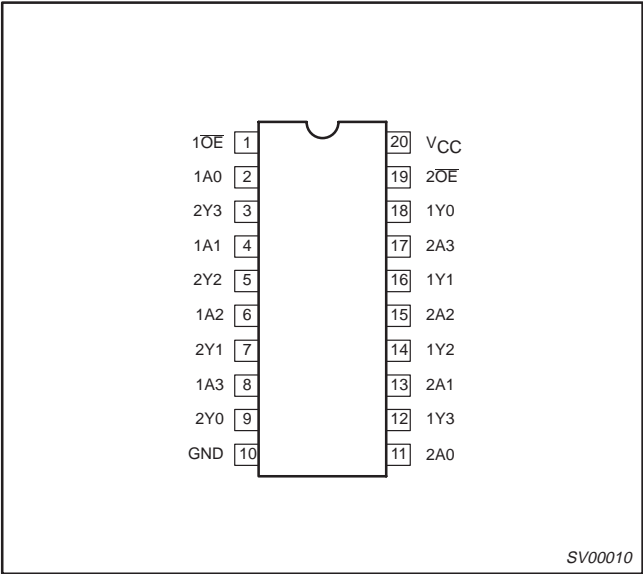 1O̅E̅ 1 20 VCC
1A0 2 19 2O̅E̅
2Y3 3 18 1Y0
1A1 4 17 2A3
2Y2 5 16 1Y1
1A2 6 15 2A2
2Y1 7 14 1Y2
1A3 8 13 2A1
2Y0 9 12 1Y3
GND 10 11 2A0
SV00010